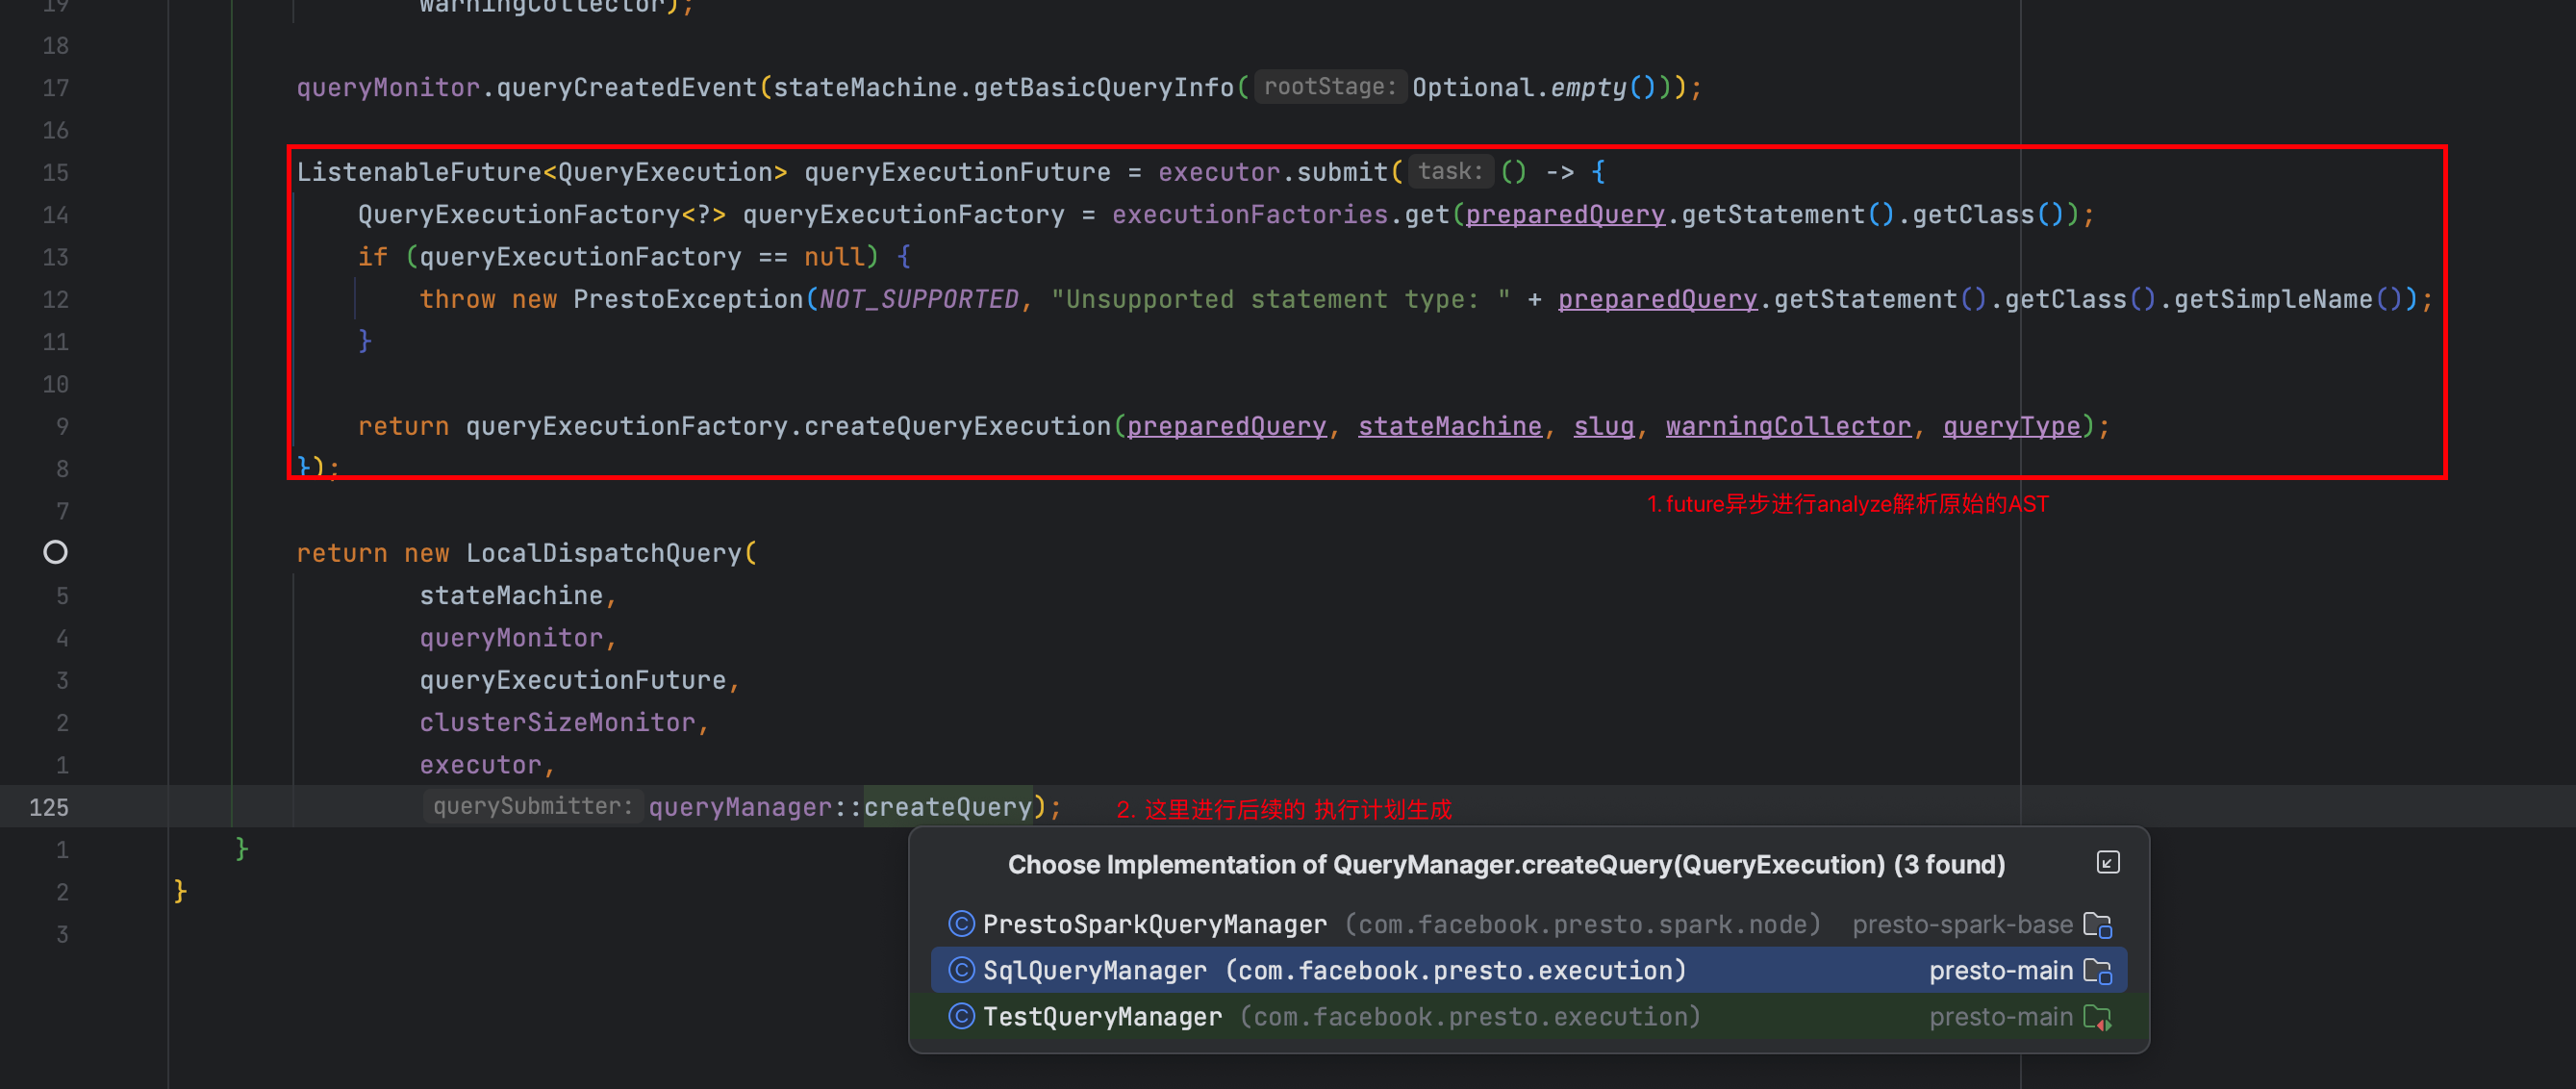 19 warningCollector);
18
17 queryMonitor.queryCreatedEvent(stateMachine.getBasicQueryInfo( rootStage: Optional.empty()));
16
15 ListenableFuture<QueryExecution> queryExecutionFuture = executor.submit( task: () -> {
14 QueryExecutionFactory<?> queryExecutionFactory = executionFactories.get(preparedQuery.getStatement().getClass());
13 if (queryExecutionFactory == null) {
12 throw new PrestoException(NOT_SUPPORTED, "Unsupported statement type: " + preparedQuery.getStatement().getClass().getSimpleName());
11 }
10
9 return queryExecutionFactory.createQueryExecution(preparedQuery, stateMachine, slug, warningCollector, queryType);
8 });
7 1. future异步进行analyze解析原始的AST
return new LocalDispatchQuery(
5 stateMachine,
4 queryMonitor,
3 queryExecutionFuture,
2 clusterSizeMonitor,
1 executor,
125 querySubmitter: queryManager::createQuery); 2. 这里进行后续的 执行计划生成
1 }
2 }
3
Choose Implementation of QueryManager.createQuery(QueryExecution) (3 found)
PrestoSparkQueryManager (com.facebook.presto.spark.node) presto-spark-base
SqlQueryManager (com.facebook.presto.execution) presto-main
TestQueryManager (com.facebook.presto.execution) presto-main